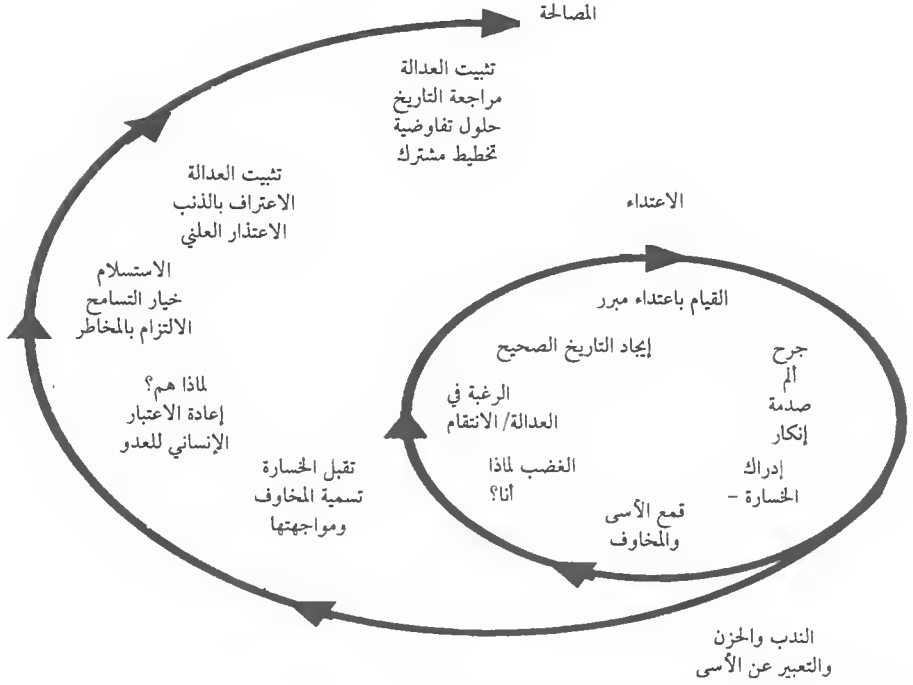 المصالحة
تثبيت العدالة
مراجعة التاريخ
حلول تفاوضية
تخطيط مشترك
تثبيت العدالة
الاعتراف بالذنب
الاعتذار العلني
الاستسلام
خيار التسامح
الالتزام بالمخاطر
لماذا هم؟
إعادة الاعتبار
الإنساني للعدو
تقبل الخسارة
تسمية المخاوف
ومواجهتها
الاعتداء
القيام باعتداء مبرر
إيجاد التاريخ الصحيح
الرغبة في
العدالة/ الانتقام
الغضب لماذا
أنا؟
قمع الأسى
والمخاوف
جرح
ألم
صدمة
إنكار
إدراك
الخسارة –
الندب والحزن
والتعبير عن الأسى